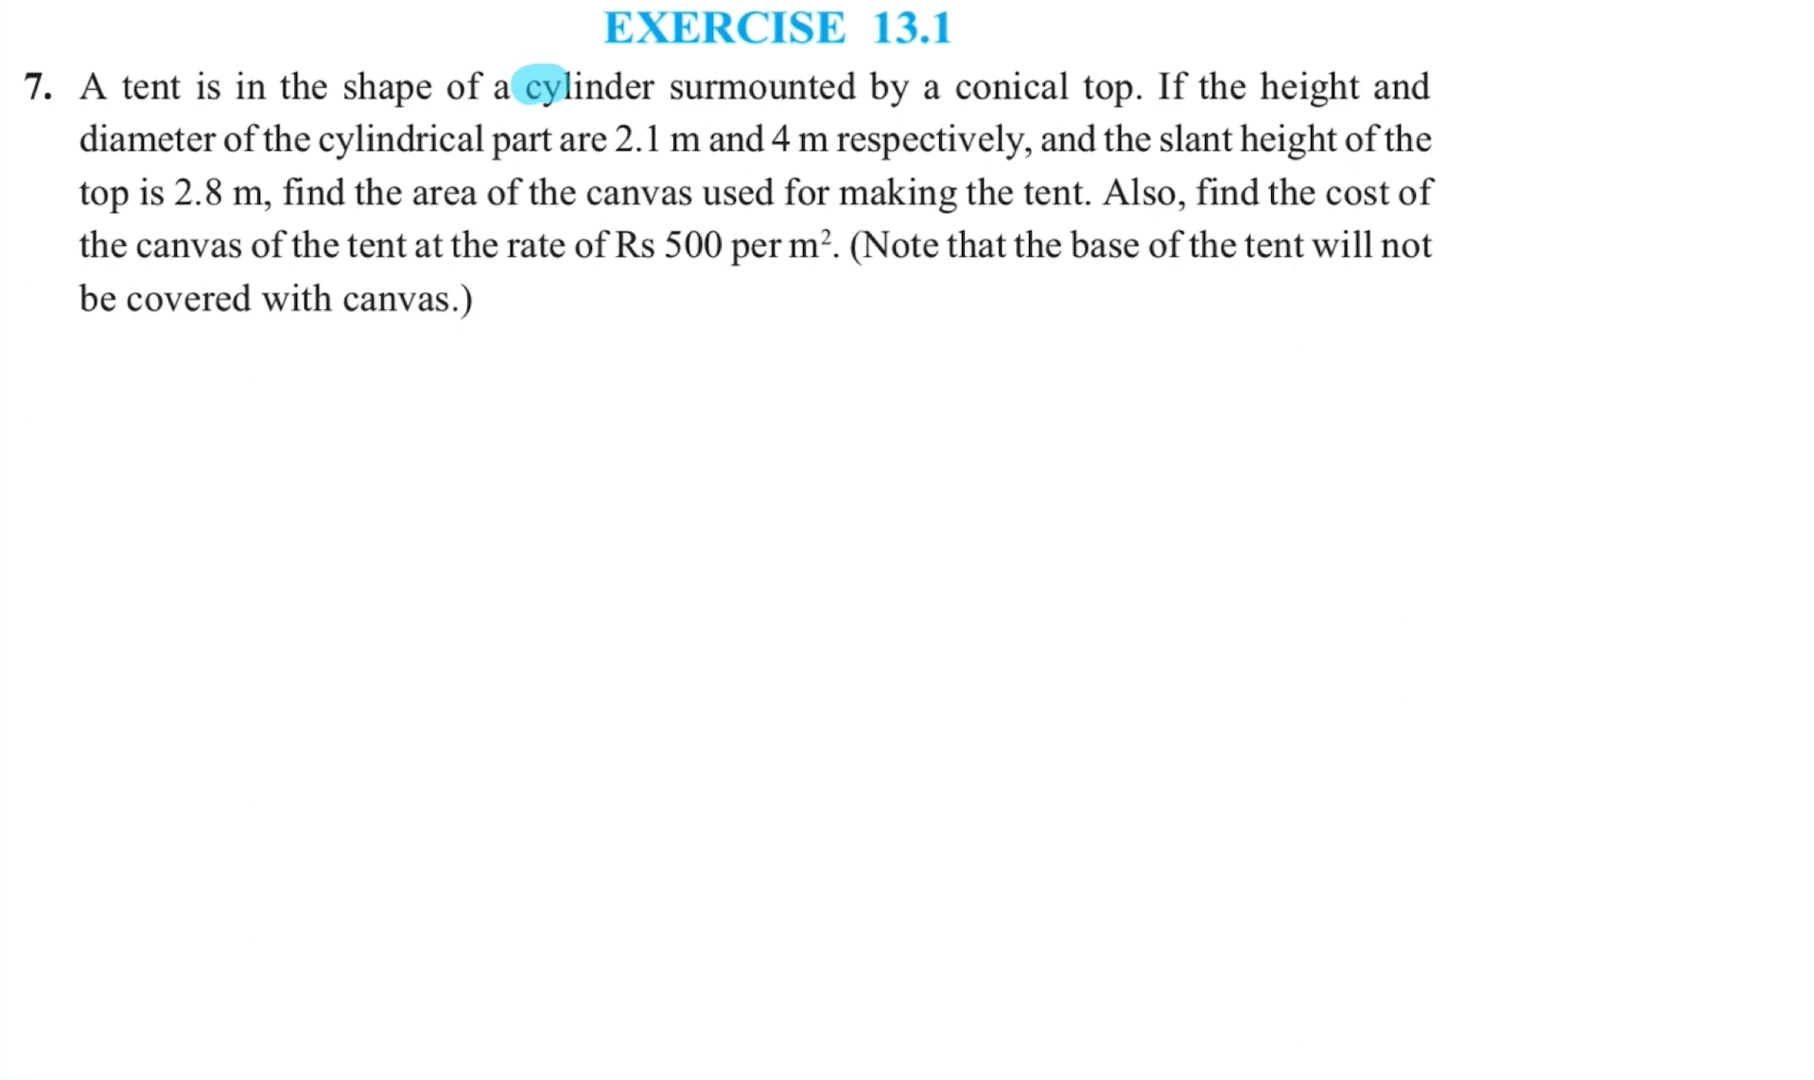 EXERCISE 13.1
7. A tent is in the shape of a cylinder surmounted by a conical top. If the height and
diameter of the cylindrical part are 2.1 m and 4 m respectively, and the slant height of the
top is 2.8 m, find the area of the canvas used for making the tent. Also, find the cost of
the canvas of the tent at the rate of Rs 500 per m². (Note that the base of the tent will not
be covered with canvas.)